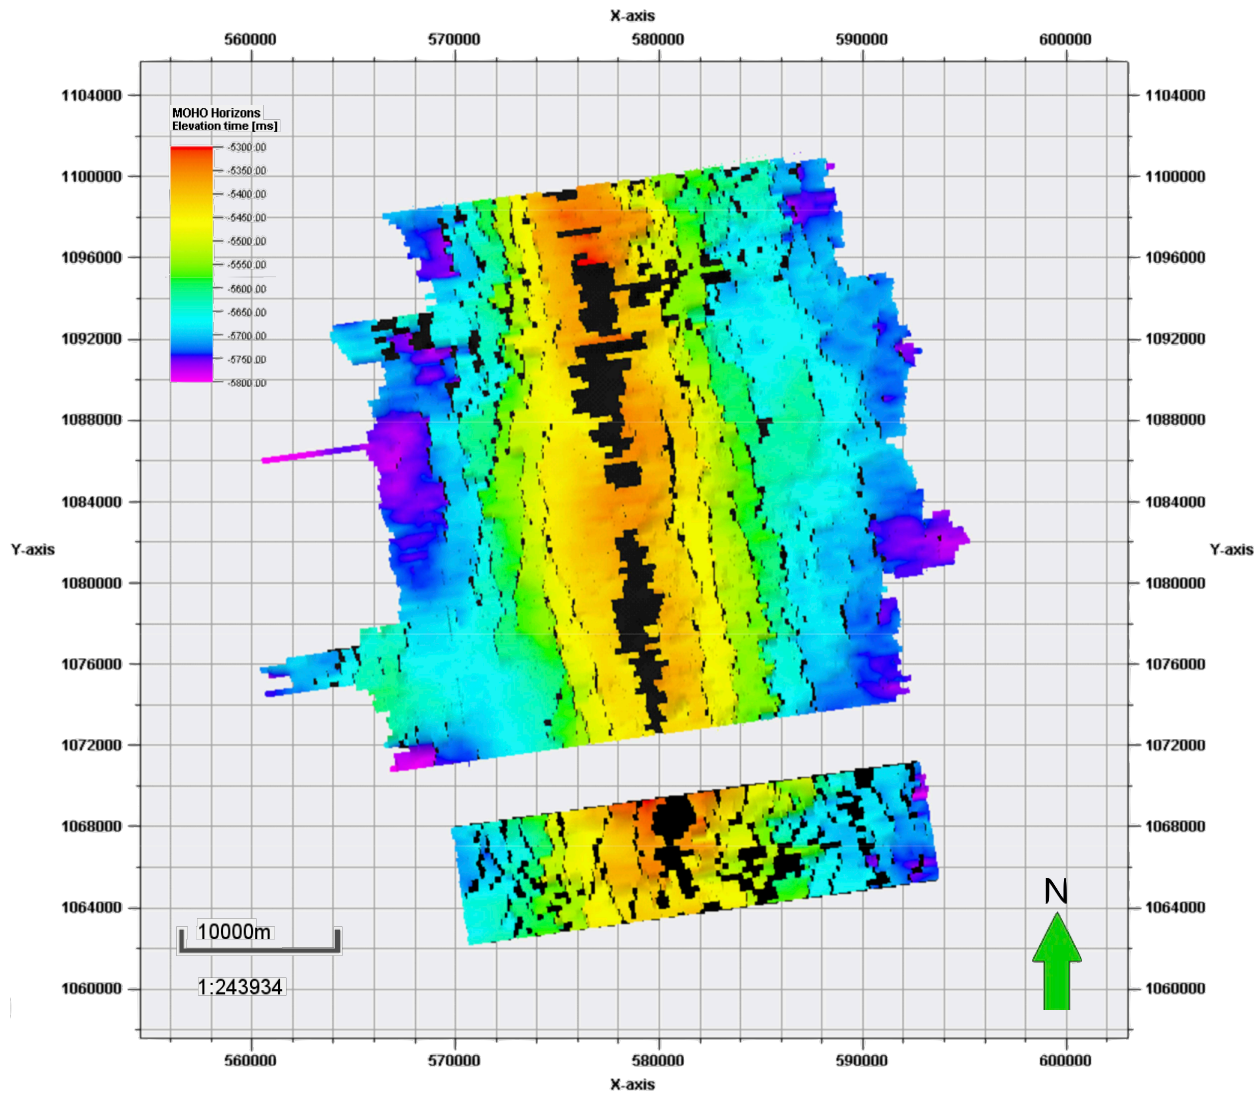 X-axis
560000 570000 580000 590000 600000
1104000 1104000
MOHO Horizons
Elevation time [ms]
-5300.00
-5350.00
-5400.00
-5450.00
-5500.00
-5550.00
-5600.00
-5650.00
-5700.00
-5750.00
-5800.00
1100000 1100000
1096000 1096000
1092000 1092000
1088000 1088000
1084000 1084000
Y-axis Y-axis
1080000 1080000
1076000 1076000
1072000 1072000
1068000 1068000
1064000 1064000
N
10000m
1:243934
1060000 1060000
560000 570000 580000 590000 600000
X-axis